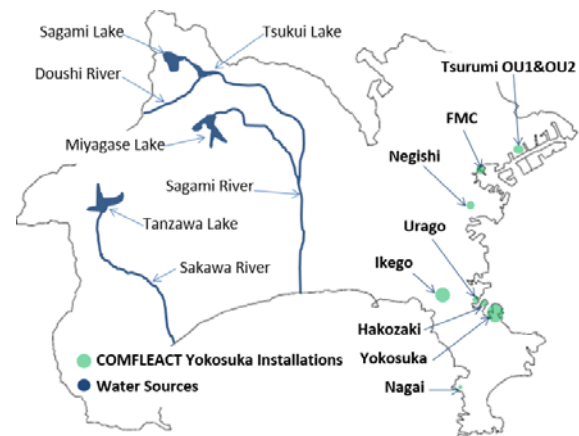 Sagami Lake
Tsukui Lake
Doushi River
Tsurumi OU1&OU2
FMC
Miyagase Lake
Negishi
Sagami River
Tanzawa Lake
Urago
Ikego
Sakawa River
Hakozaki
COMFLEACT Yokosuka Installations
Yokosuka
Water Sources
Nagai